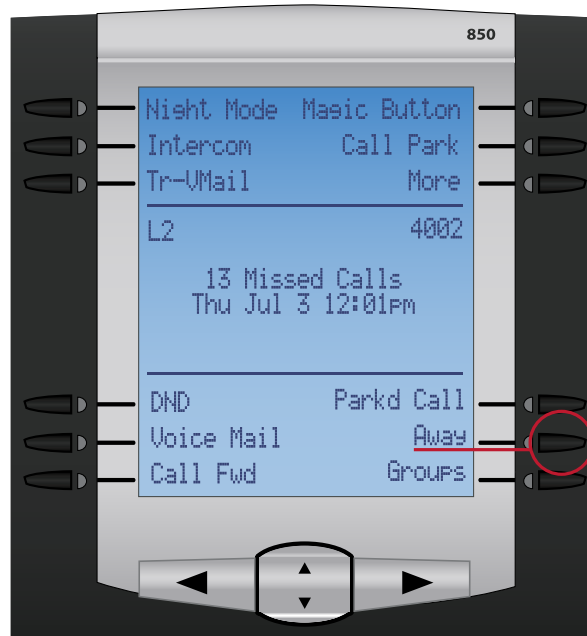 850
Night Mode Magic Button
Intercom Call Park
Tr-VMail More
L2 4002
13 Missed Calls
Thu Jul 3 12:01pm
DND Parkd Call
Voice Mail Away
Call Fwd Groups